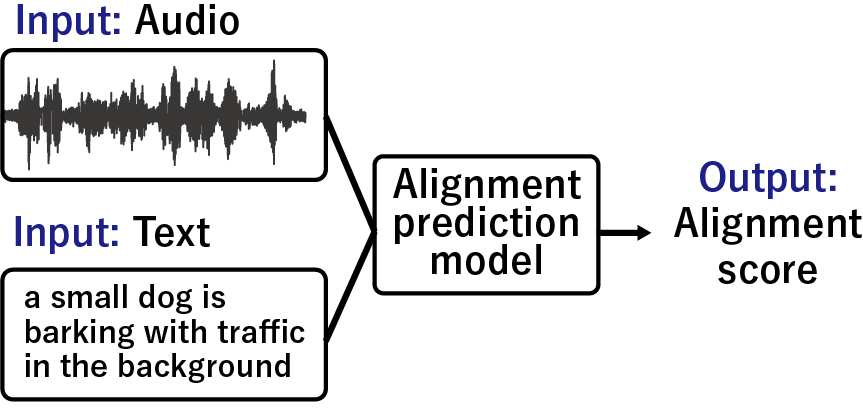 Input: Audio
Input: Text
a small dog is
barking with traffic
in the background
Alignment
prediction
model
Output:
Alignment
score